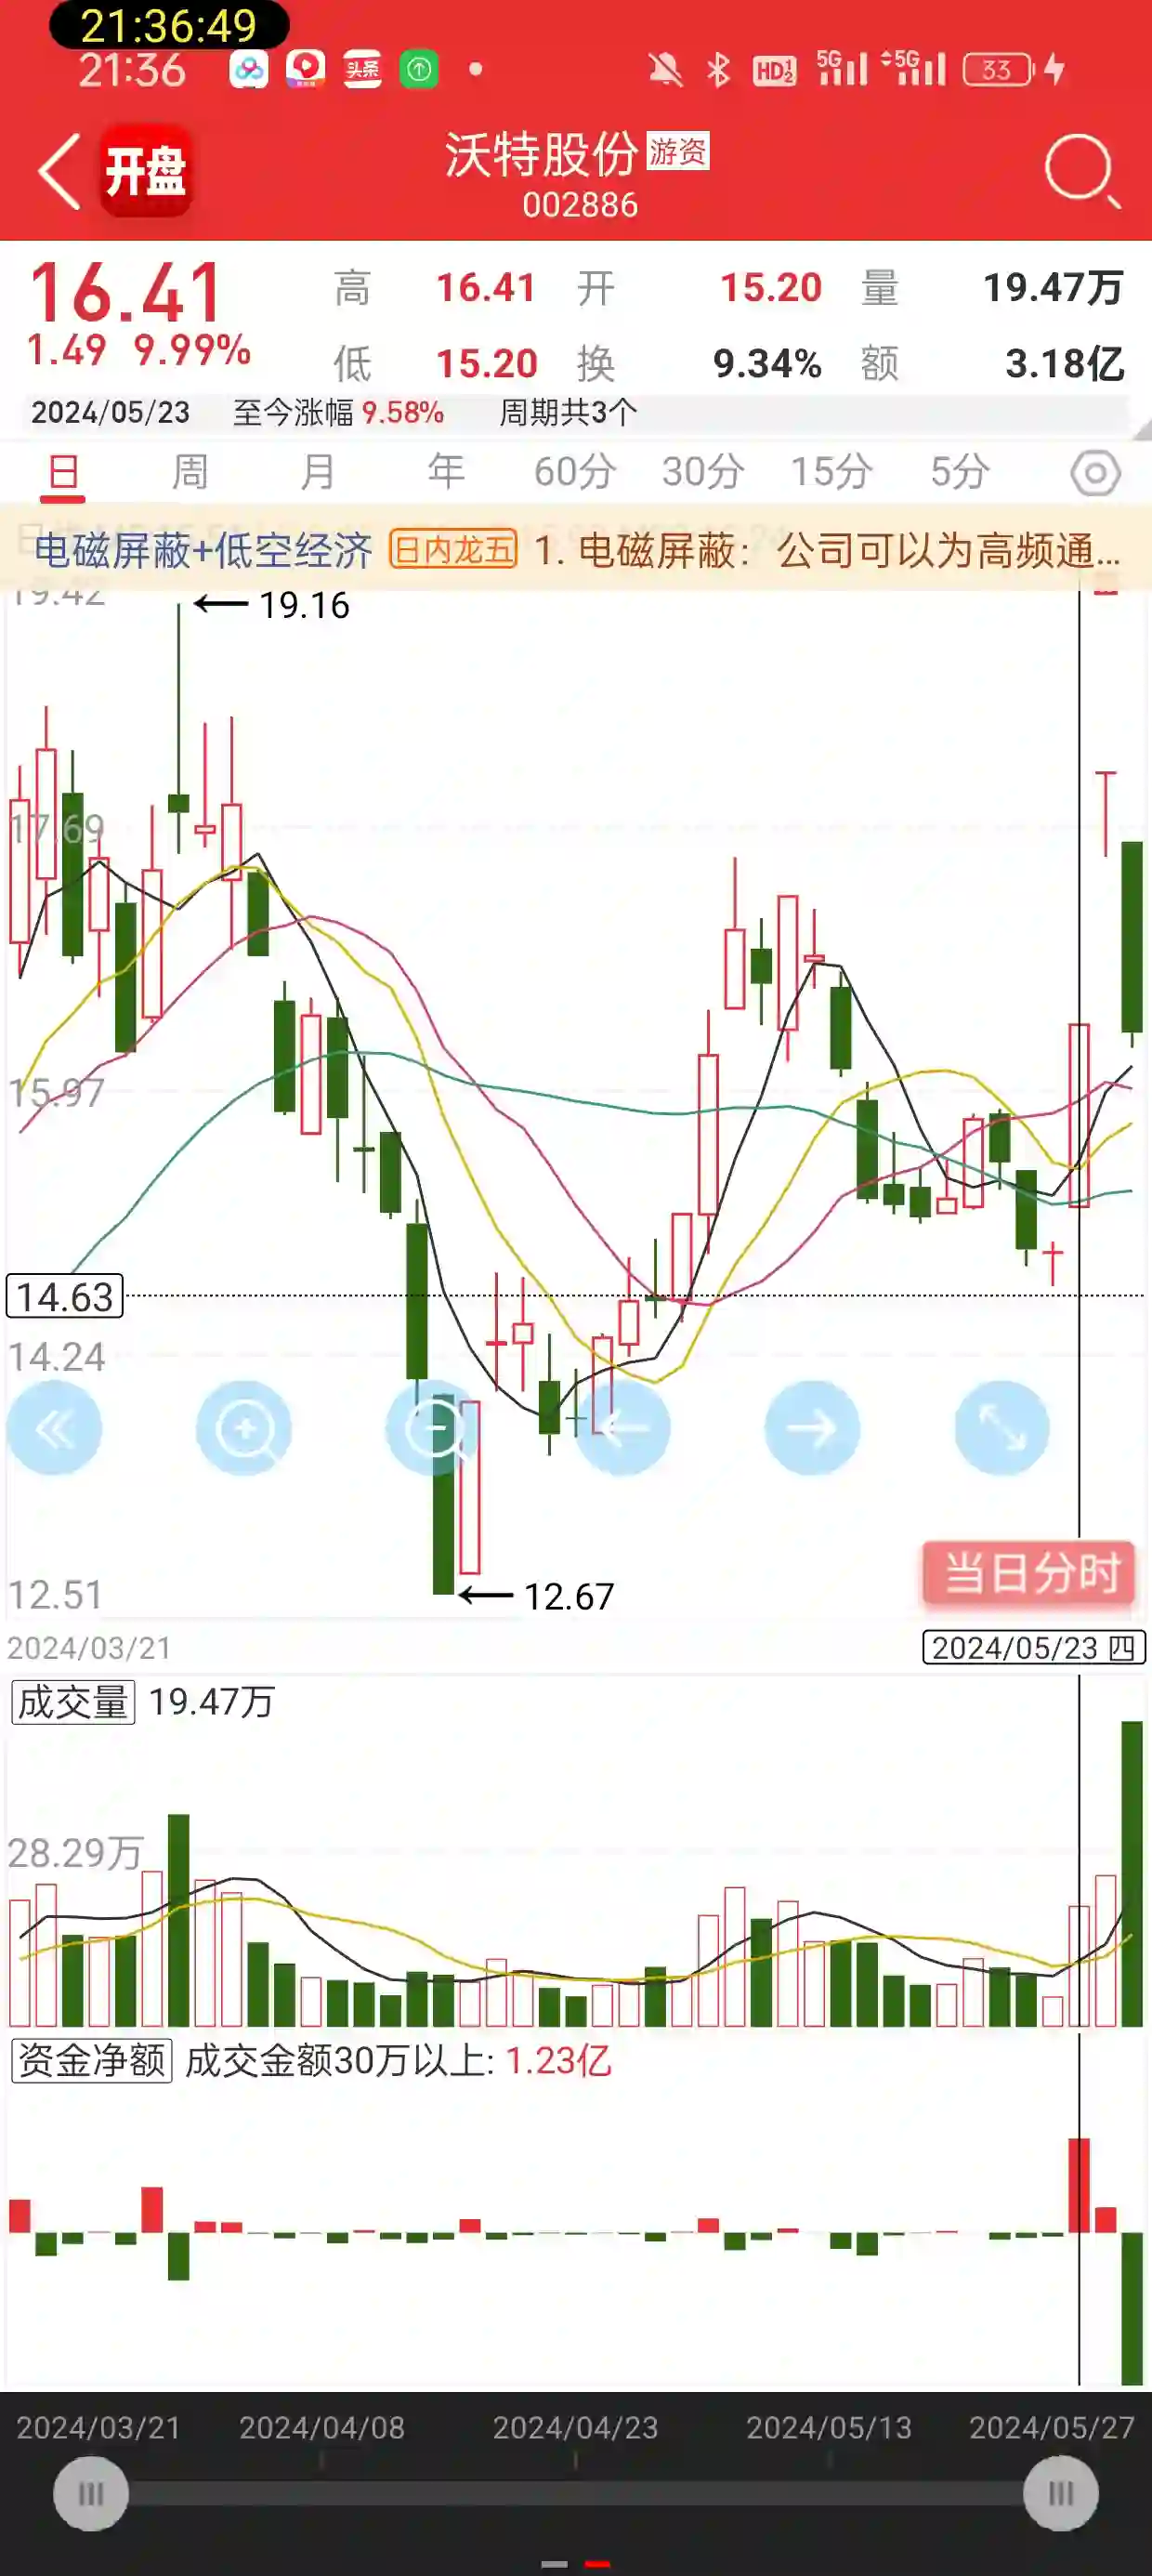 21:36:49
21:36 头条 HD 1 2 5G 5G 33
开盘 沃特股份 游资
002886
16.41 高 16.41 开 15.20 量 19.47万
1.49 9.99% 低 15.20 换 9.34% 额 3.18亿
2024/05/23 至今涨幅 9.58% 周期共3个
日 周 月 年 60分 30分 15分 5分
电磁屏蔽+低空经济 日内龙五 1. 电磁屏蔽：公司可以为高频通...
19.42
19.16
17.69
15.97
14.63
14.24
当日分时
12.51
12.67
2024/03/21 2024/05/23 四
成交量 19.47万
28.29万
资金净额 成交金额30万以上: 1.23亿
2024/03/21 2024/04/08 2024/04/23 2024/05/13 2024/05/27